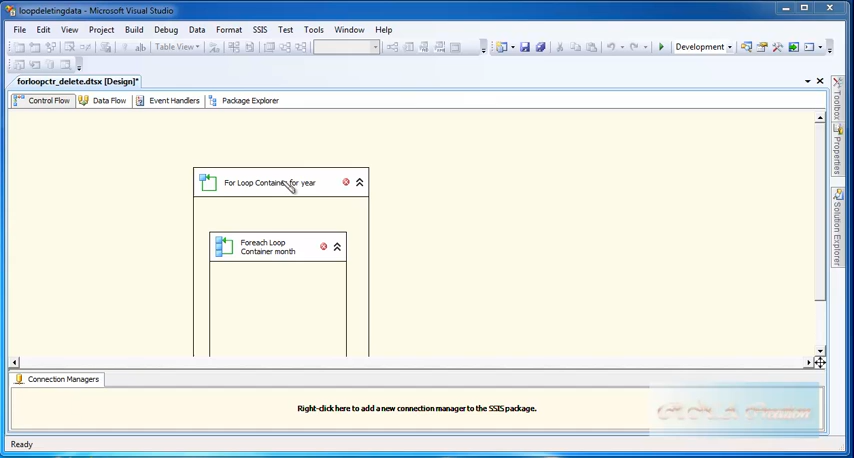 loopdeletingdata - Microsoft Visual Studio
File Edit View Project Build Debug Data Format SSIS Test Tools Window Help
ab Table View Development
forloopctr_delete.dtsx [Design]*
Control Flow Data Flow Event Handlers Package Explorer
Toolbox
Properties
Solution Explorer
For Loop Container for year
Foreach Loop
Container month
Connection Managers
Right-click here to add a new connection manager to the SSIS package.
Ready